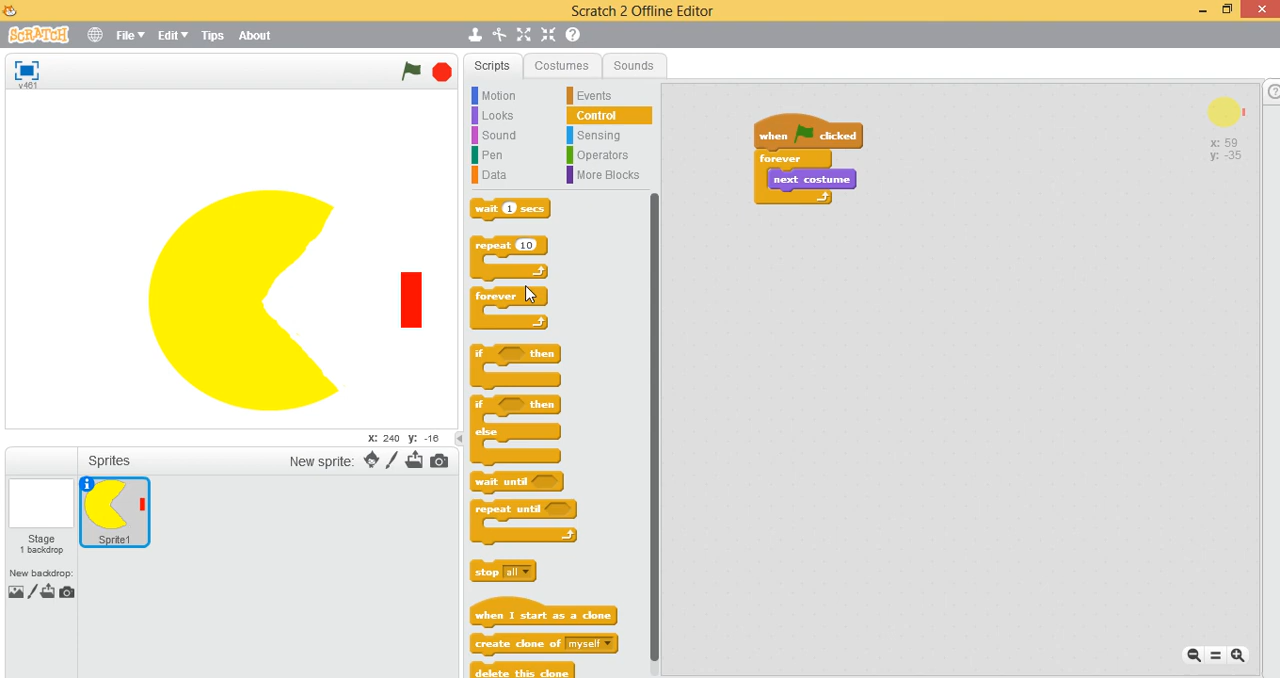 Scratch 2 Offline Editor
SCRATCH
File Edit Tips About
v461
Scripts Costumes Sounds
Motion Events
Looks Control
Sound Sensing
Pen Operators
Data More Blocks
wait 1 secs
repeat 10
forever
if then
if then
else
wait until
repeat until
stop all
when I start as a clone
create clone of myself
delete this clone
when clicked
forever
next costume
x: 59
y: -35
x: 240 y: -16
Sprites New sprite:
Stage
1 backdrop
Sprite1
New backdrop: